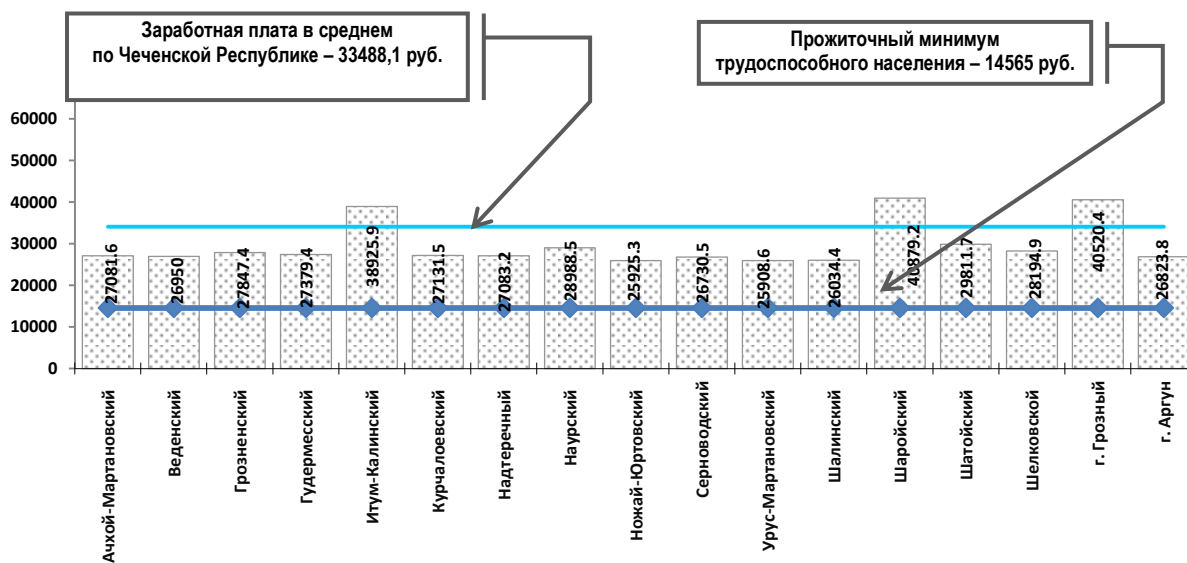 Заработная плата в среднем
по Чеченской Республике – 33488,1 руб.
Прожиточный минимум
трудоспособного населения – 14565 руб.
60000
50000
40000
30000
20000
10000
0
27081.6
26950
27847.4
27379.4
38925.9
27131.5
27083.2
28988.5
25925.3
26730.5
25908.6
26034.4
40879.2
29811.7
28194.9
40520.4
26823.8
Ачхой-Мартановский
Веденский
Грозненский
Гудермесский
Итум-Калинский
Курчалоевский
Надтеречный
Наурский
Ножай-Юртовский
Серноводский
Урус-Мартановский
Шалинский
Шаройский
Шатойский
Шелковской
г. Грозный
г. Аргун